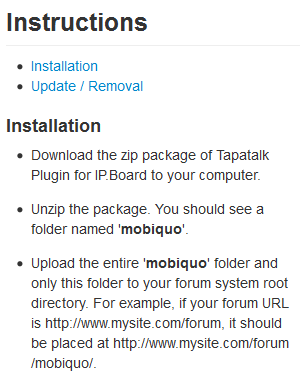 Instructions
Installation
Update / Removal
Installation
Download the zip package of Tapatalk
Plugin for IP.Board to your computer.
Unzip the package. You should see a
folder named 'mobiquo'.
Upload the entire 'mobiquo' folder and
only this folder to your forum system root
directory. For example, if your forum URL
is http://www.mysite.com/forum, it should
be placed at http://www.mysite.com/forum
/mobiquo/.